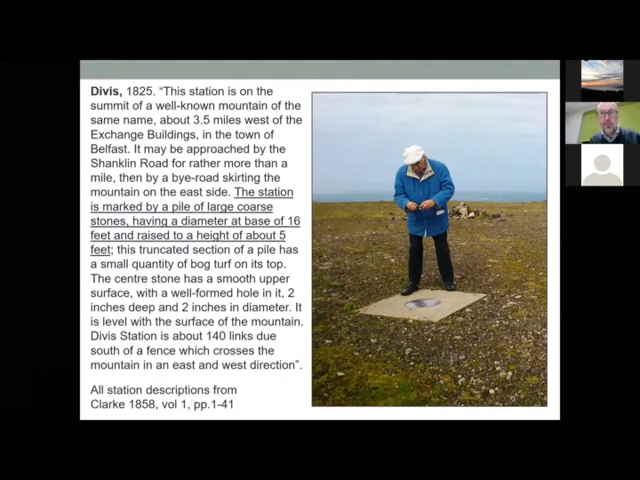 Divis, 1825. “This station is on the
summit of a well-known mountain of the
same name, about 3.5 miles west of the
Exchange Buildings, in the town of
Belfast. It may be approached by the
Shanklin Road for rather more than a
mile, then by a bye-road skirting the
mountain on the east side. The station
is marked by a pile of large coarse
stones, having a diameter at base of 16
feet and raised to a height of about 5
feet; this truncated section of a pile has
a small quantity of bog turf on its top.
The centre stone has a smooth upper
surface, with a well-formed hole in it, 2
inches deep and 2 inches in diameter. It
is level with the surface of the mountain.
Divis Station is about 140 links due
south of a fence which crosses the
mountain in an east and west direction”.
All station descriptions from
Clarke 1858, vol 1, pp.1-41